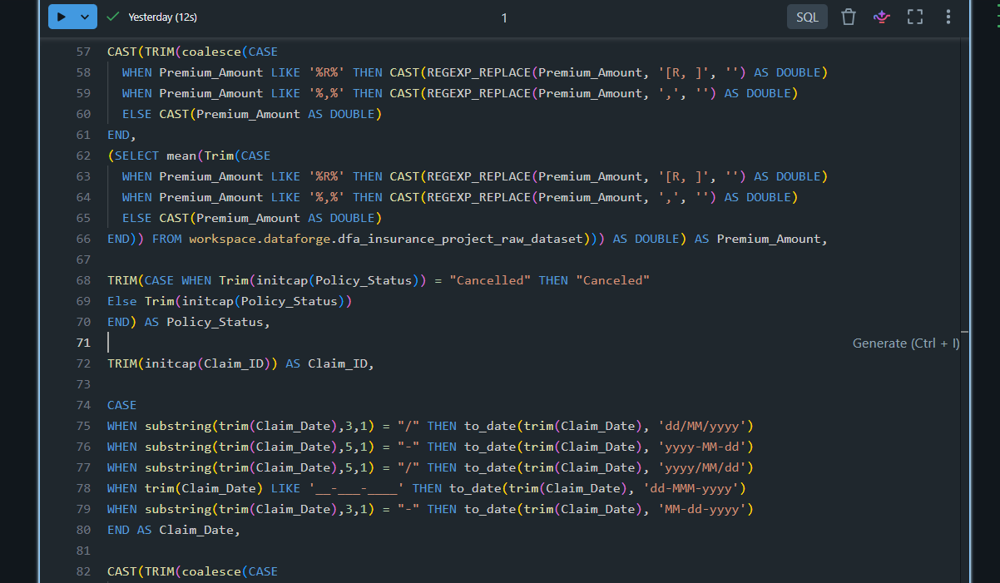 Yesterday (12s)
1
SQL
57 CAST(TRIM(coalesce(CASE
58 WHEN Premium_Amount LIKE '%R%' THEN CAST(REGEXP_REPLACE(Premium_Amount, '[R, ]', '') AS DOUBLE)
59 WHEN Premium_Amount LIKE '%,%' THEN CAST(REGEXP_REPLACE(Premium_Amount, ',', '') AS DOUBLE)
60 ELSE CAST(Premium_Amount AS DOUBLE)
61 END,
62 (SELECT mean(Trim(CASE
63 WHEN Premium_Amount LIKE '%R%' THEN CAST(REGEXP_REPLACE(Premium_Amount, '[R, ]', '') AS DOUBLE)
64 WHEN Premium_Amount LIKE '%,%' THEN CAST(REGEXP_REPLACE(Premium_Amount, ',', '') AS DOUBLE)
65 ELSE CAST(Premium_Amount AS DOUBLE)
66 END)) FROM workspace.dataforge.dfa_insurance_project_raw_dataset))) AS DOUBLE) AS Premium_Amount,
67
68 TRIM(CASE WHEN Trim(initcap(Policy_Status)) = "Cancelled" THEN "Canceled"
69 Else Trim(initcap(Policy_Status))
70 END) AS Policy_Status,
71 Generate (Ctrl + I)
72 TRIM(initcap(Claim_ID)) AS Claim_ID,
73
74 CASE
75 WHEN substring(trim(Claim_Date),3,1) = "/" THEN to_date(trim(Claim_Date), 'dd/MM/yyyy')
76 WHEN substring(trim(Claim_Date),5,1) = "-" THEN to_date(trim(Claim_Date), 'yyyy-MM-dd')
77 WHEN substring(trim(Claim_Date),5,1) = "/" THEN to_date(trim(Claim_Date), 'yyyy/MM/dd')
78 WHEN trim(Claim_Date) LIKE '__-___-____' THEN to_date(trim(Claim_Date), 'dd-MMM-yyyy')
79 WHEN substring(trim(Claim_Date),3,1) = "-" THEN to_date(trim(Claim_Date), 'MM-dd-yyyy')
80 END AS Claim_Date,
81
82 CAST(TRIM(coalesce(CASE